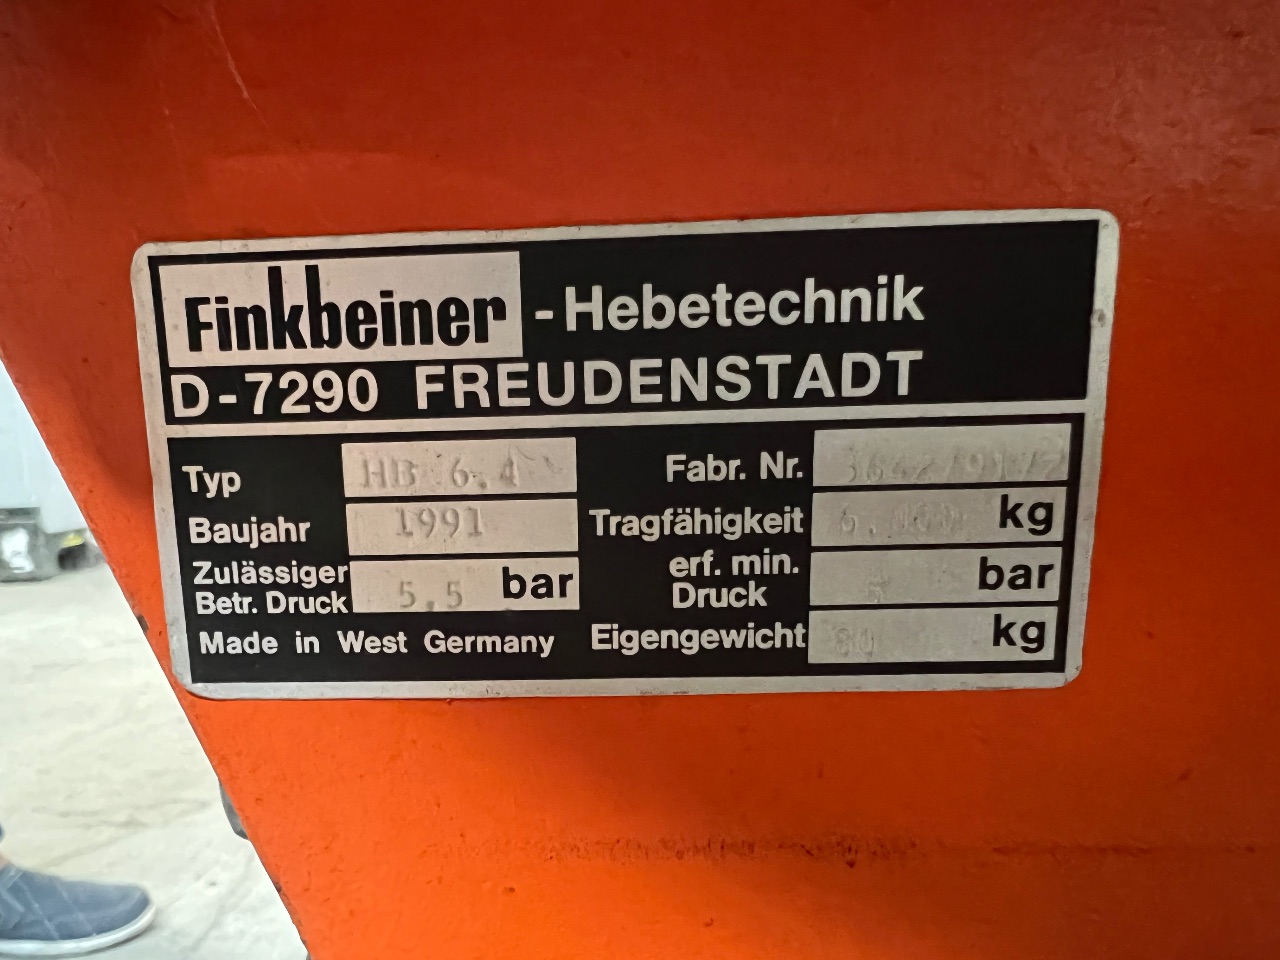 Finkbeiner -Hebetechnik
D-7290 FREUDENSTADT
Typ HB 6.4
Baujahr 1991
Zulässiger
Betr. Druck 5,5 bar
Made in West Germany
Fabr. Nr.
Tragfähigkeit kg
erf. min.
Druck 5 bar
Eigengewicht kg